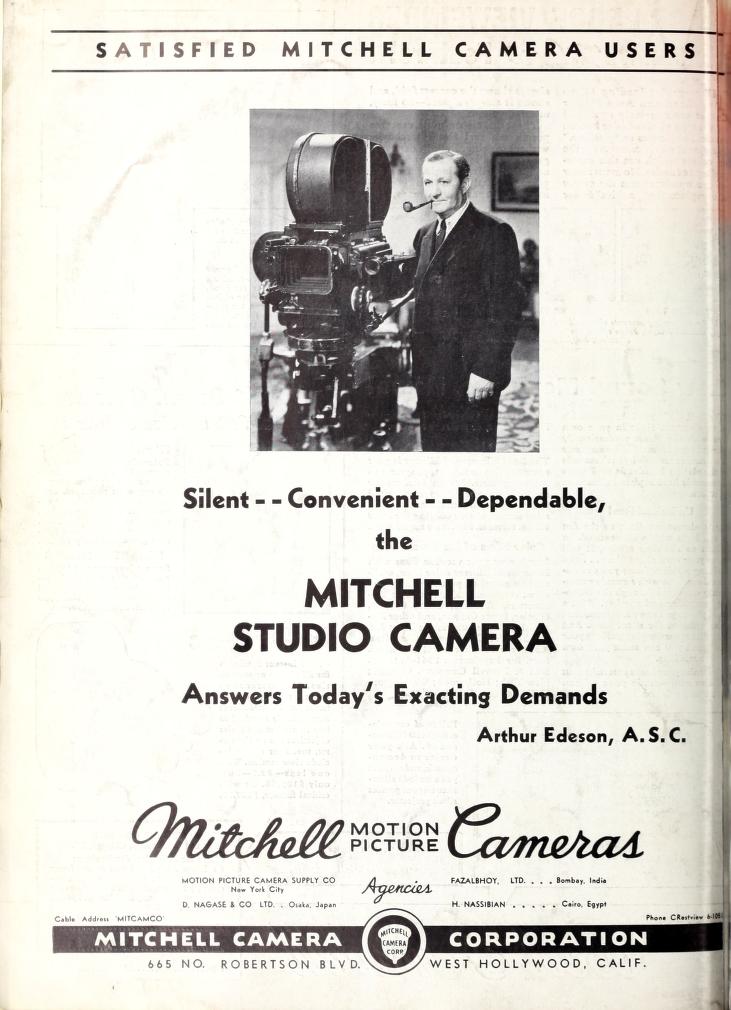 SATISFIED MITCHELL CAMERA USERS
Silent - - Convenient - - Dependable,
the
MITCHELL
STUDIO CAMERA
Answers Today's Exacting Demands
Arthur Edeson, A.S.C.
Mitchell MOTION PICTURE Cameras
MOTION PICTURE CAMERA SUPPLY CO
New York City
D. NAGASE & CO LTD. . Osaka, Japan
Agencies
FAZALBHOY, LTD. . . . Bombay, India
H. NASSIBIAN . . . . . Cairo, Egypt
Cable Address 'MITCAMCO'
Phone CRestview
MITCHELL CAMERA CORPORATION
MITCHELL
CAMERA
CORP.
665 NO. ROBERTSON BLVD. WEST HOLLYWOOD, CALIF.